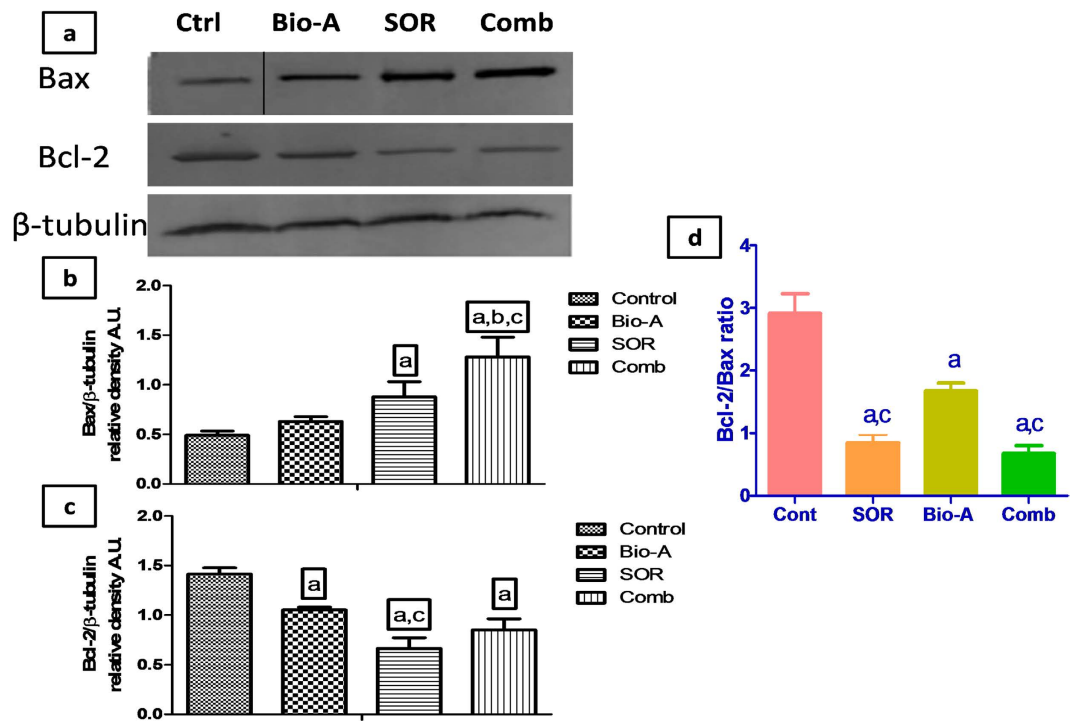 a
Ctrl Bio-A SOR Comb
Bax
Bcl-2
β-tubulin
b
Bax/β-tubulin
relative density A.U.
2.0
1.5
1.0
0.5
0.0
a
a,b,c
Control
Bio-A
SOR
Comb
c
Bcl-2/β-tubulin
relative density A.U.
2.0
1.5
1.0
0.5
0.0
a
a,c
a
Control
Bio-A
SOR
Comb
d
Bcl-2/Bax ratio
4
3
2
1
0
a,c
a
a,c
Cont SOR Bio-A Comb